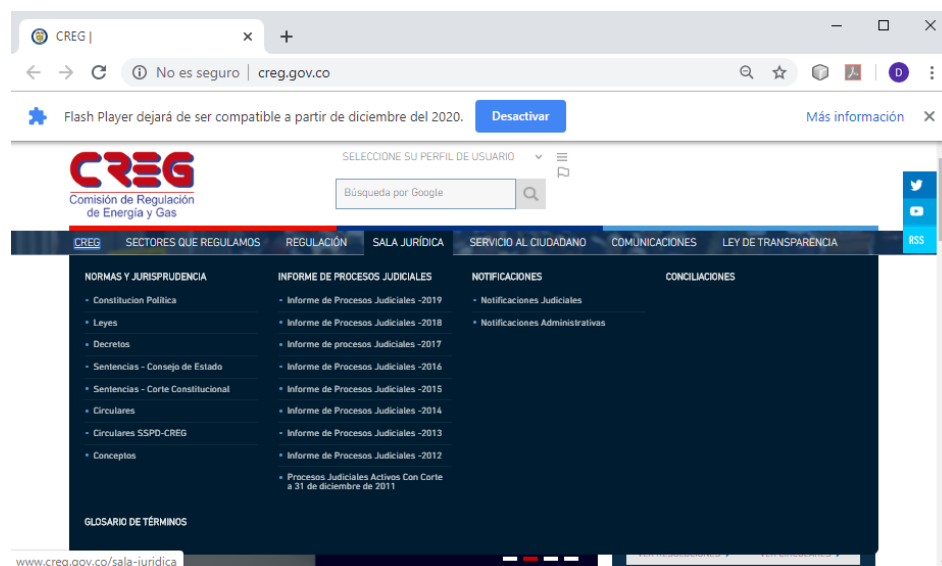 CREG |
No es seguro | creg.gov.co
D
Flash Player dejará de ser compatible a partir de diciembre del 2020.
Desactivar
Más información
CREG
Comisión de Regulación
de Energía y Gas
SELECCIONE SU PERFIL DE USUARIO
Búsqueda por Google
RSS
CREG
SECTORES QUE REGULAMOS
REGULACIÓN
SALA JURÍDICA
SERVICIO AL CIUDADANO
COMUNICACIONES
LEY DE TRANSPARENCIA
NORMAS Y JURISPRUDENCIA
Constitucion Política
Leyes
Decretos
Sentencias - Consejo de Estado
Sentencias - Corte Constitucional
Circulares
Circulares SSPD-CREG
Conceptos
INFORME DE PROCESOS JUDICIALES
Informe de Procesos Judiciales -2019
Informe de Procesos Judiciales -2018
Informe de procesos Judiciales -2017
Informe de Procesos Judiciales -2016
Informe de Procesos Judiciales -2015
Informe de Procesos Judiciales -2014
Informe de Procesos Judiciales -2013
Informe de Procesos Judiciales -2012
Procesos Judiciales Activos Con Corte
a 31 de diciembre de 2011
NOTIFICACIONES
Notificaciones Judiciales
Notificaciones Administrativas
CONCILIACIONES
GLOSARIO DE TÉRMINOS
www.creg.gov.co/sala-juridica